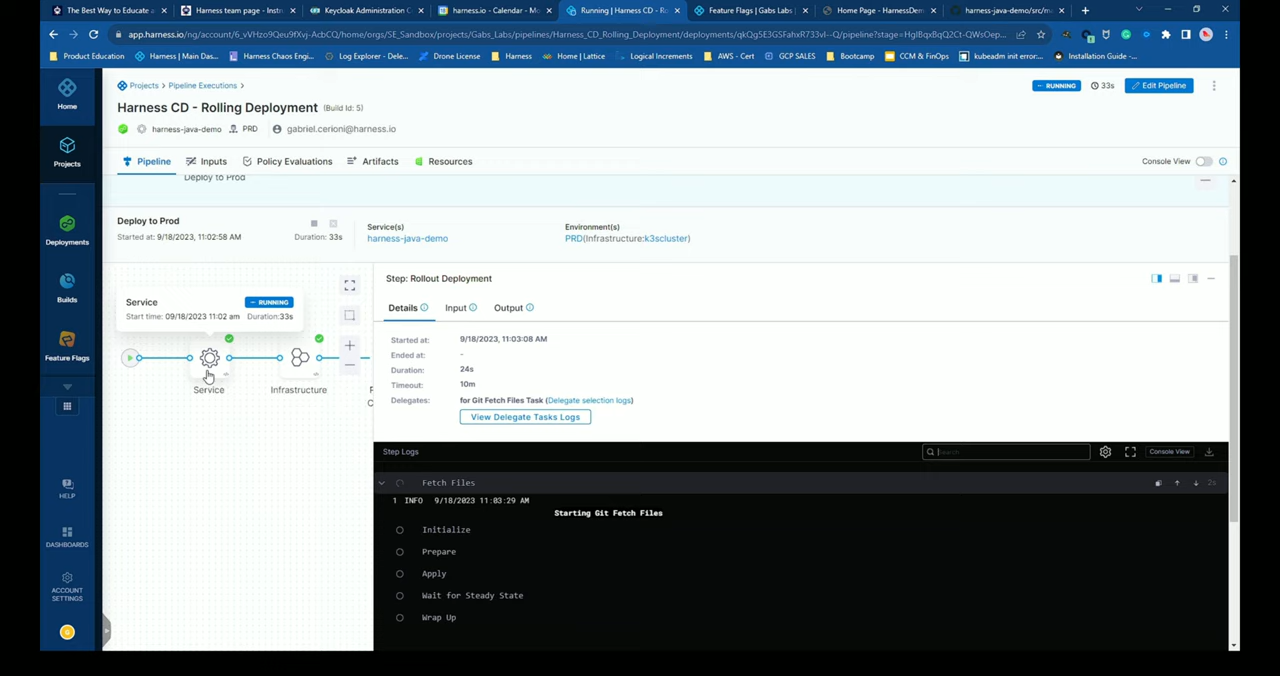 The Best Way to Educate a
Harness team page - Instr
Keycloak Administration C
harness.io - Calendar - Mo
Running | Harness CD - Ro
Feature Flags | Gabs Labs |
Home Page - HarnessDem
harness-java-demo/src/m
Product Education
Harness | Main Das...
Harness Chaos Engi...
Log Explorer - Dele...
Drone License
Harness
Home | Lattice
Logical Increments
AWS - Cert
GCP SALES
Bootcamp
CCM & FinOps
kubeadm init error:...
Installation Guide -...
Home
Projects
Deployments
Builds
Feature Flags
HELP
DASHBOARDS
ACCOUNT
SETTINGS
G
Projects > Pipeline Executions >
Harness CD - Rolling Deployment (Build Id: 5)
RUNNING
33s
Edit Pipeline
harness-java-demo
PRD
gabriel.cerioni@harness.io
Pipeline
Inputs
Policy Evaluations
Artifacts
Resources
Console View
Deploy to Prod
Deploy to Prod
Started at: 9/18/2023, 11:02:58 AM
Duration: 33s
Service(s)
harness-java-demo
Environment(s)
PRD(Infrastructure:k3scluster)
Service
RUNNING
Start time: 09/18/2023 11:02 am
Duration:33s
Service
Infrastructure
Step: Rollout Deployment
Details
Input
Output
Started at: 9/18/2023, 11:03:08 AM
Ended at: -
Duration: 24s
Timeout: 10m
Delegates: for Git Fetch Files Task (Delegate selection logs)
View Delegate Tasks Logs
Step Logs
Search
Console View
Fetch Files
2s
1 INFO 9/18/2023 11:03:29 AM
Starting Git Fetch Files
Initialize
Prepare
Apply
Wait for Steady State
Wrap Up